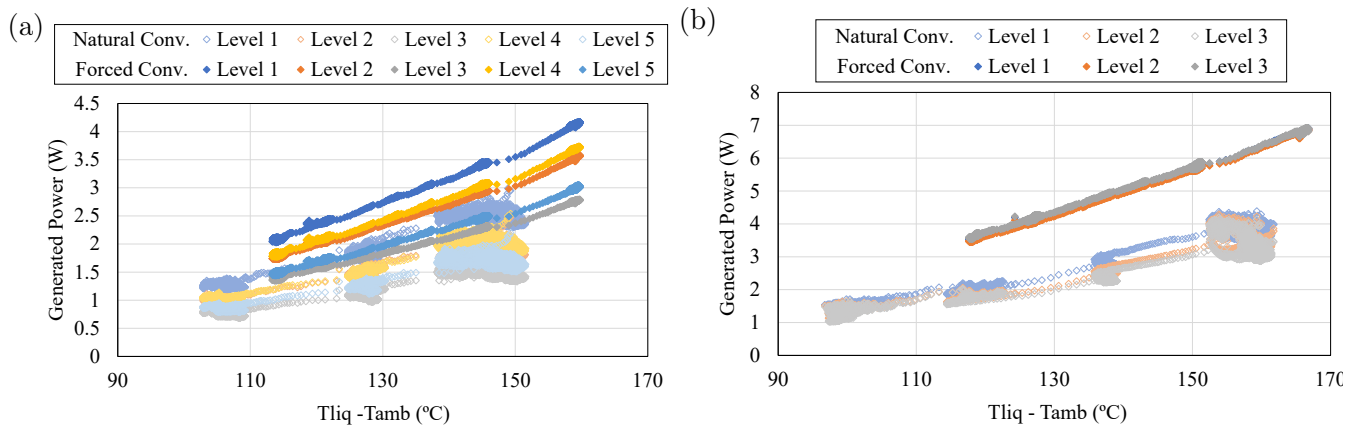 (a)
Natural Conv. Level 1 Level 2 Level 3 Level 4 Level 5
Forced Conv. Level 1 Level 2 Level 3 Level 4 Level 5
Generated Power (W)
4.5
4
3.5
3
2.5
2
1.5
1
0.5
0
90 110 130 150 170
Tliq -Tamb (ºC)
(b)
Natural Conv. Level 1 Level 2 Level 3
Forced Conv. Level 1 Level 2 Level 3
Generated Power (W)
8
7
6
5
4
3
2
1
0
90 110 130 150 170
Tliq - Tamb (ºC)